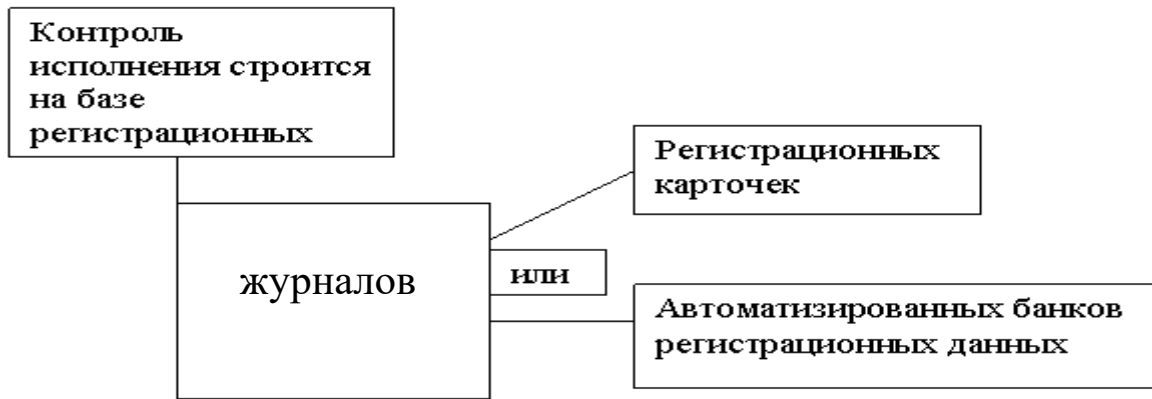 Контроль
исполнения строится
на базе
регистрационных
Регистрационных
карточек
журналов
или
Автоматизированных банков
регистрационных данных